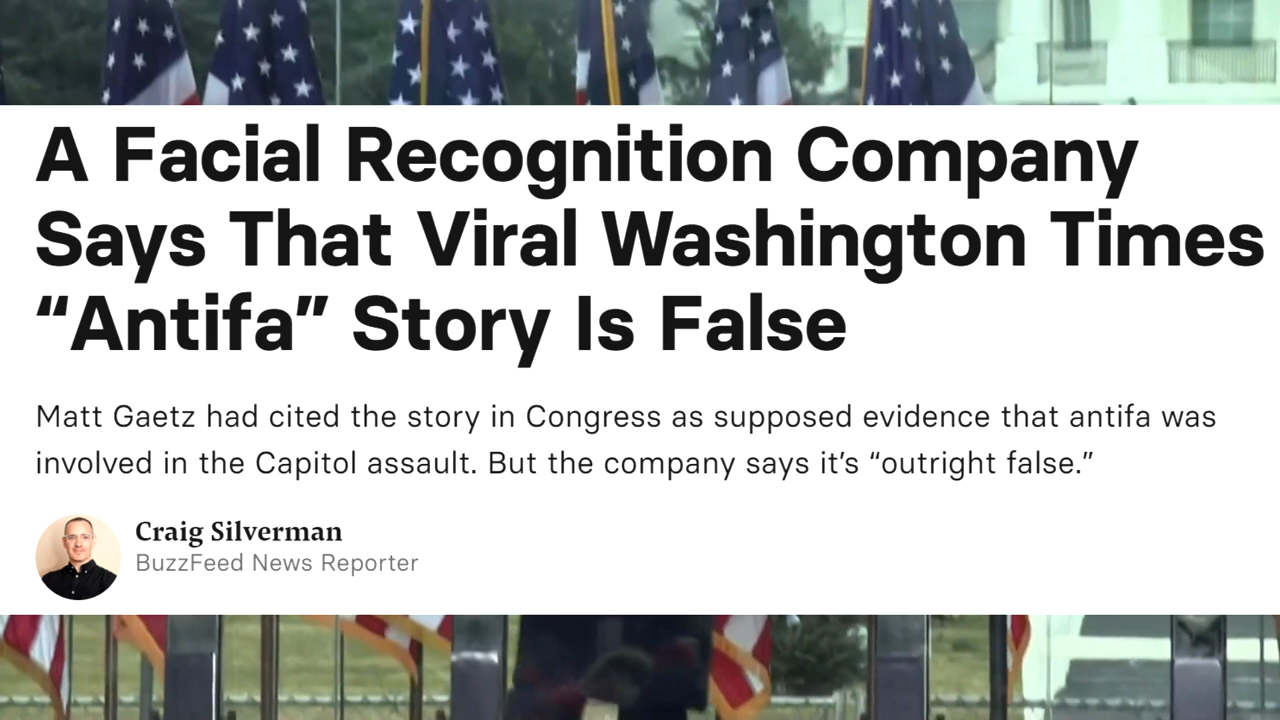 A Facial Recognition Company
Says That Viral Washington Times
“Antifa” Story Is False
Matt Gaetz had cited the story in Congress as supposed evidence that antifa was
involved in the Capitol assault. But the company says it’s “outright false.”
Craig Silverman
BuzzFeed News Reporter